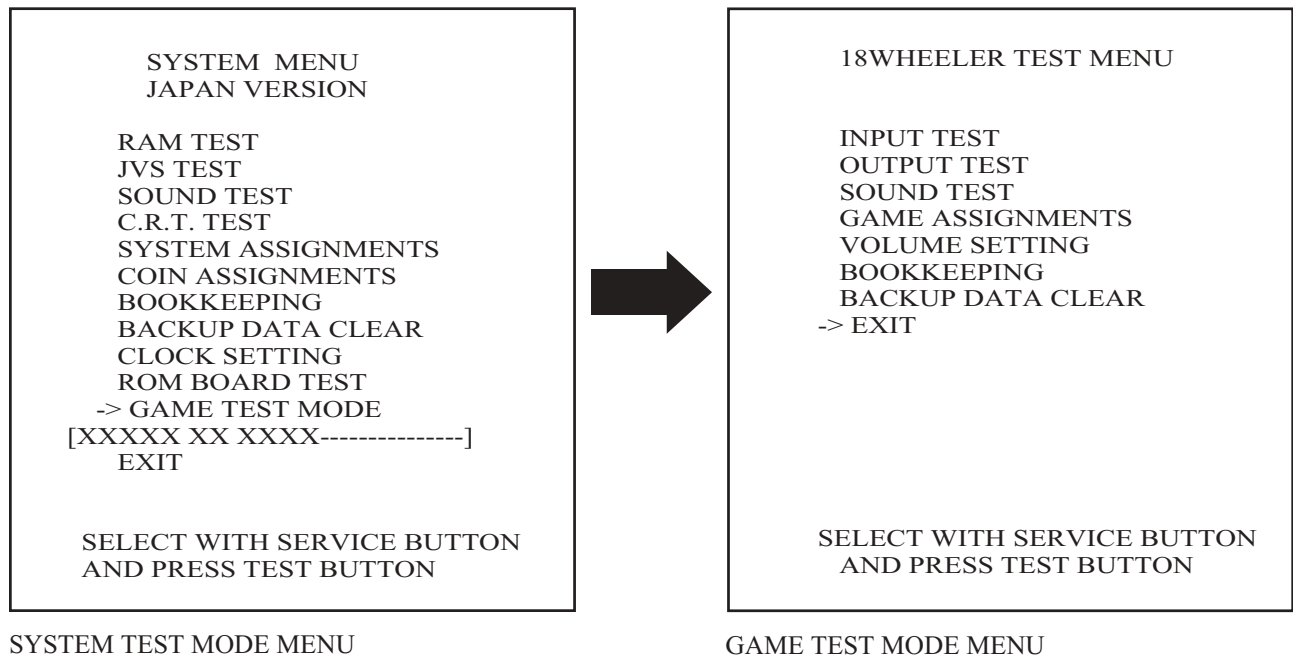 SYSTEM MENU
JAPAN VERSION
RAM TEST
JVS TEST
SOUND TEST
C.R.T. TEST
SYSTEM ASSIGNMENTS
COIN ASSIGNMENTS
BOOKKEEPING
BACKUP DATA CLEAR
CLOCK SETTING
ROM BOARD TEST
-> GAME TEST MODE
[XXXXX XX XXXX---------------]
EXIT
SELECT WITH SERVICE BUTTON
AND PRESS TEST BUTTON
SYSTEM TEST MODE MENU
18WHEELER TEST MENU
INPUT TEST
OUTPUT TEST
SOUND TEST
GAME ASSIGNMENTS
VOLUME SETTING
BOOKKEEPING
BACKUP DATA CLEAR
-> EXIT
SELECT WITH SERVICE BUTTON
AND PRESS TEST BUTTON
GAME TEST MODE MENU